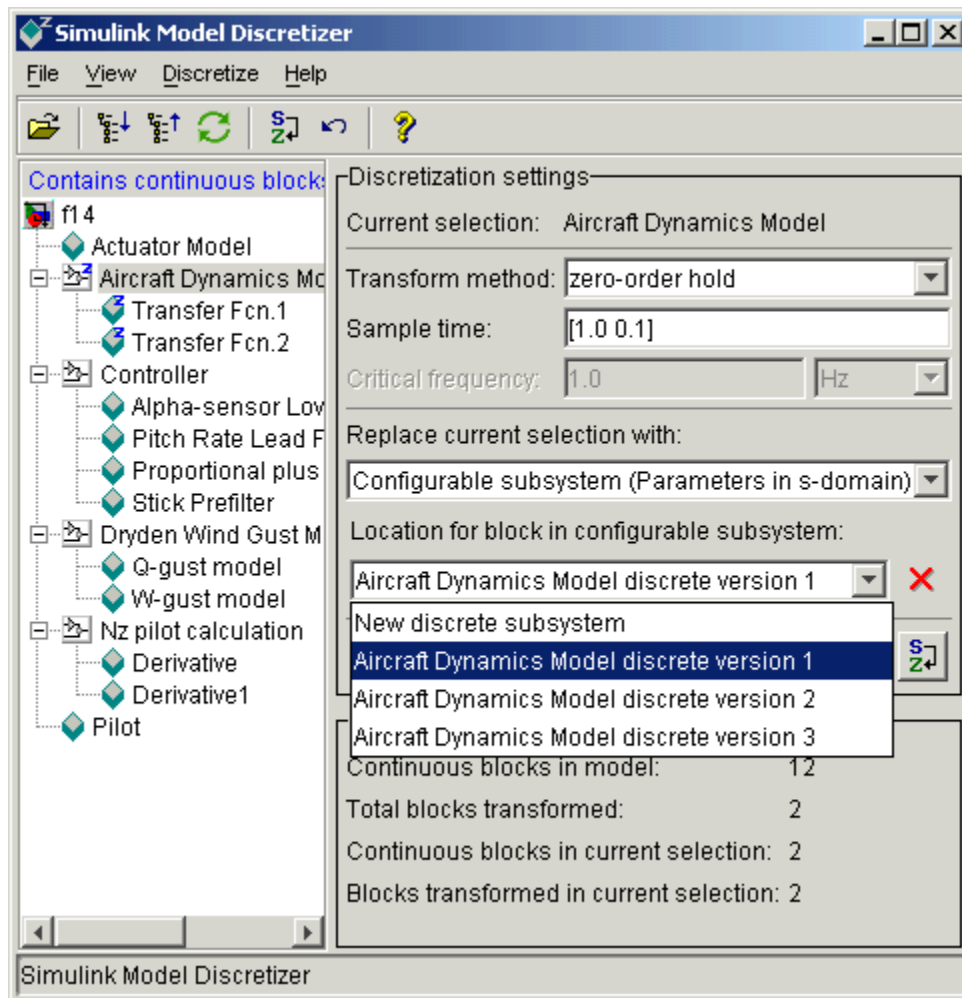 Simulink Model Discretizer
File View Discretize Help
Contains continuous block
f14
Actuator Model
Aircraft Dynamics Mo
Transfer Fcn.1
Transfer Fcn.2
Controller
Alpha-sensor Lov
Pitch Rate Lead F
Proportional plus
Stick Prefilter
Dryden Wind Gust M
Q-gust model
W-gust model
Nz pilot calculation
Derivative
Derivative1
Pilot
Discretization settings
Current selection: Aircraft Dynamics Model
Transform method: zero-order hold
Sample time: [1.0 0.1]
Critical frequency: 1.0 Hz
Replace current selection with:
Configurable subsystem (Parameters in s-domain)
Location for block in configurable subsystem:
Aircraft Dynamics Model discrete version 1
New discrete subsystem
Aircraft Dynamics Model discrete version 1
Aircraft Dynamics Model discrete version 2
Aircraft Dynamics Model discrete version 3
Continuous blocks in model: 12
Total blocks transformed: 2
Continuous blocks in current selection: 2
Blocks transformed in current selection: 2
Simulink Model Discretizer